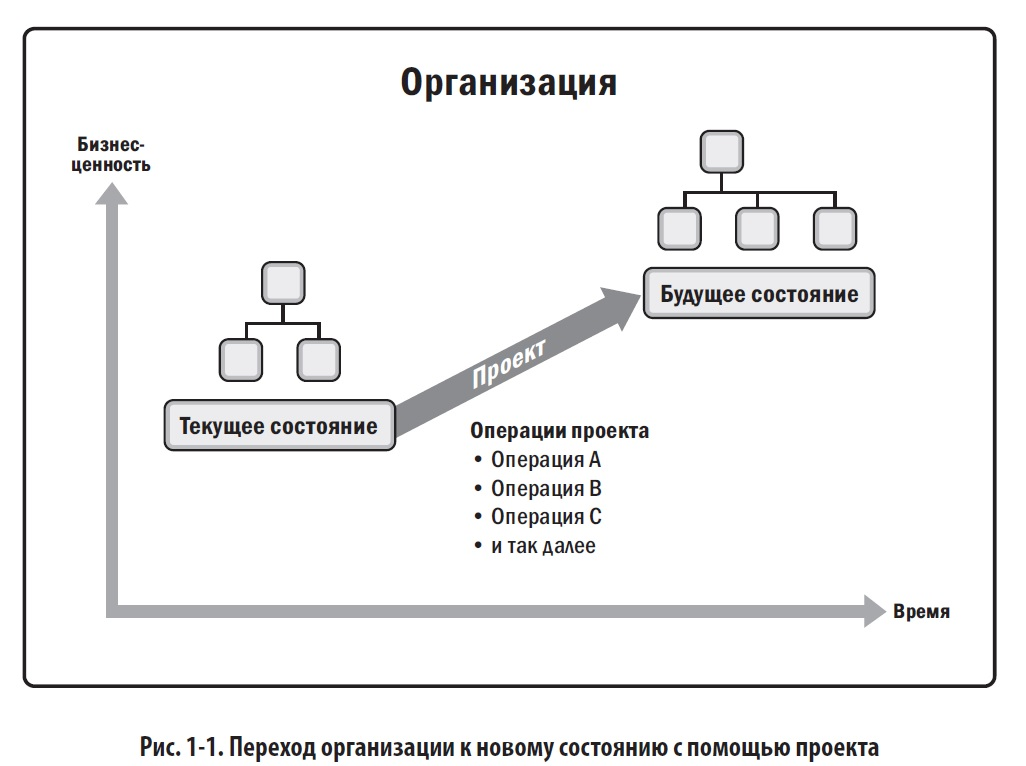 Организация
Бизнес-
ценность
Будущее состояние
Проект
Текущее состояние
Операции проекта
• Операция A
• Операция B
• Операция C
• и так далее
Время
Рис. 1-1. Переход организации к новому состоянию с помощью проекта